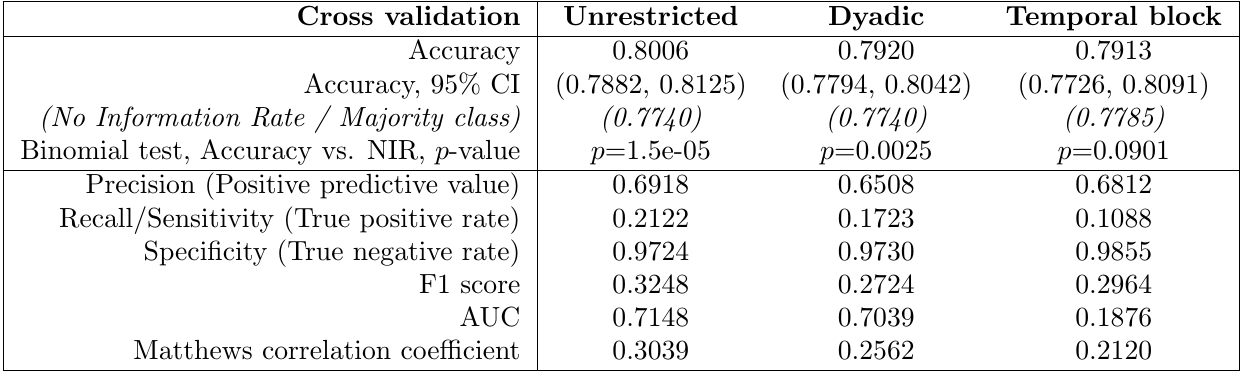 Cross validation Unrestricted Dyadic Temporal block
Accuracy 0.8006 0.7920 0.7913
Accuracy, 95% CI (0.7882, 0.8125) (0.7794, 0.8042) (0.7726, 0.8091)
(No Information Rate / Majority class) (0.7740) (0.7740) (0.7785)
Binomial test, Accuracy vs. NIR, p-value p=1.5e-05 p=0.0025 p=0.0901
Precision (Positive predictive value) 0.6918 0.6508 0.6812
Recall/Sensitivity (True positive rate) 0.2122 0.1723 0.1088
Specificity (True negative rate) 0.9724 0.9730 0.9855
F1 score 0.3248 0.2724 0.2964
AUC 0.7148 0.7039 0.1876
Matthews correlation coefficient 0.3039 0.2562 0.2120